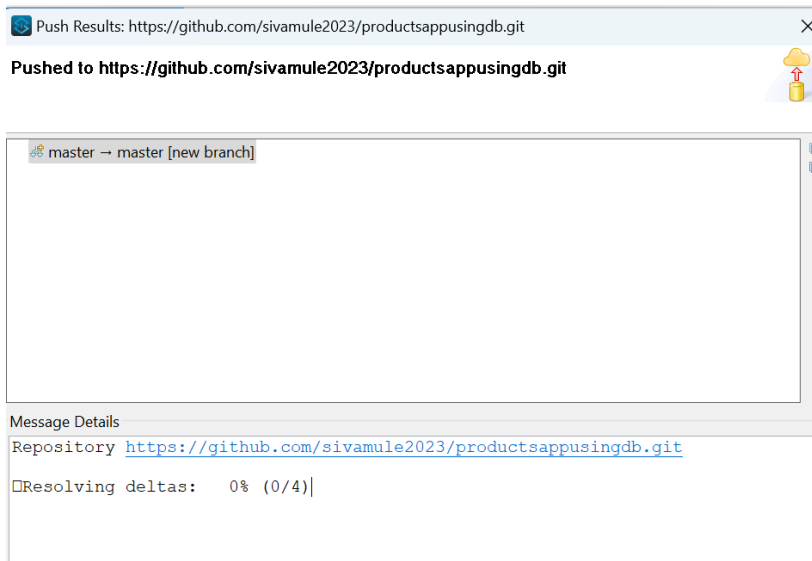 Push Results: https://github.com/sivamule2023/productsappusingdb.git
Pushed to https://github.com/sivamule2023/productsappusingdb.git
master → master [new branch]
Message Details
Repository https://github.com/sivamule2023/productsappusingdb.git
□Resolving deltas:   0% (0/4)